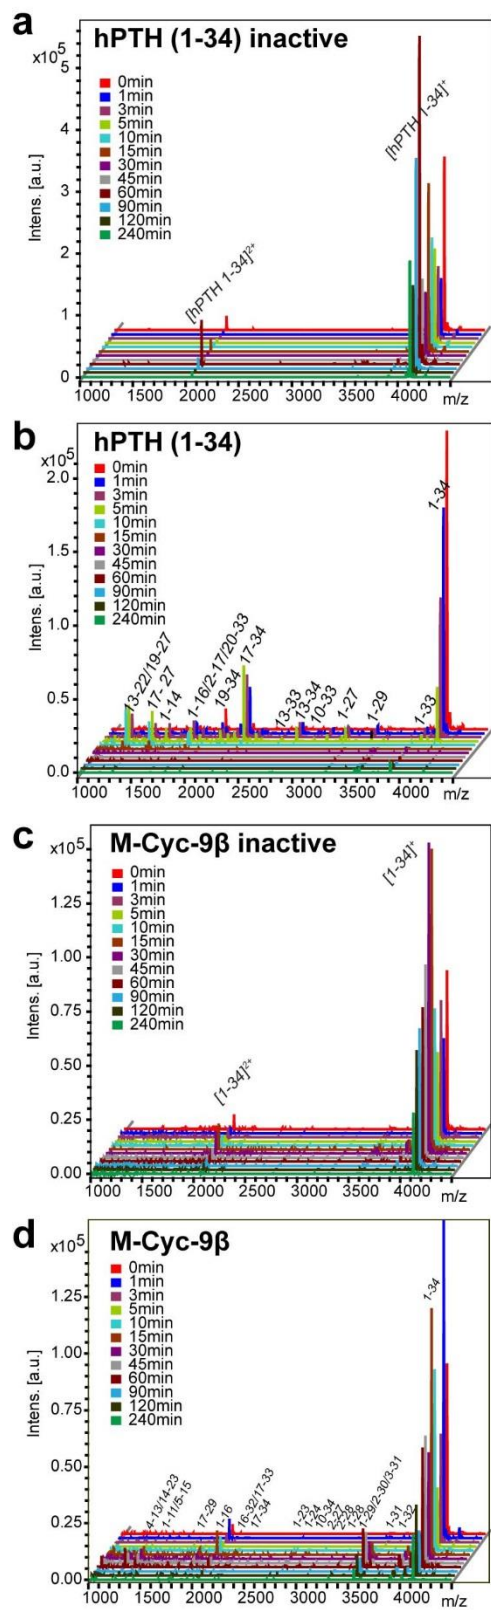 a
hPTH (1-34) inactive
x10⁵
5
4
3
2
1
0
Intens. [a.u.]
0min
1min
3min
5min
10min
15min
30min
45min
60min
90min
120min
240min
[hPTH 1-34]²⁺
[hPTH 1-34]⁺
1000 1500 2000 2500 3000 3500 4000 m/z
b
hPTH (1-34)
x10⁵
2.0
1.5
1.0
0.5
0.0
Intens. [a.u.]
0min
1min
3min
5min
10min
15min
30min
45min
60min
90min
120min
240min
13-22/19-27
17- 27
1-14
1-16/2-17/20-33
19-34
17-34
13-33
13-34
10-33
1-27
1-29
1-33
1-34
1000 1500 2000 2500 3000 3500 4000 m/z
c
M-Cyc-9β inactive
x10⁵
1.25
1.00
0.75
0.50
0.25
0.00
Intens. [a.u.]
0min
1min
3min
5min
10min
15min
30min
45min
60min
90min
120min
240min
[1-34]²⁺
[1-34]⁺
1000 1500 2000 2500 3000 3500 4000 m/z
d
M-Cyc-9β
x10⁵
1.25
1.00
0.75
0.50
0.25
0.00
Intens. [a.u.]
0min
1min
3min
5min
10min
15min
30min
45min
60min
90min
120min
240min
4-13/14-23
1-11/5-15
17-29
1-16
16-32/17-33
17-34
1-23
1-24
10-34
2-27
2-28
1-28
1-29/2-30/3-31
1-31
1-32
1-34
1000 1500 2000 2500 3000 3500 4000 m/z